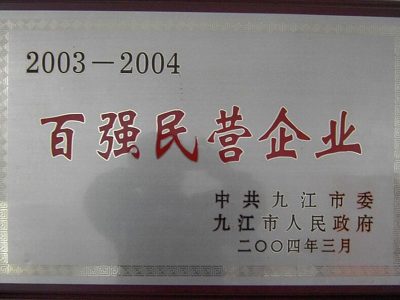 2003－2004
百强民营企业
中共九江市委
九江市人民政府
二〇〇四年三月